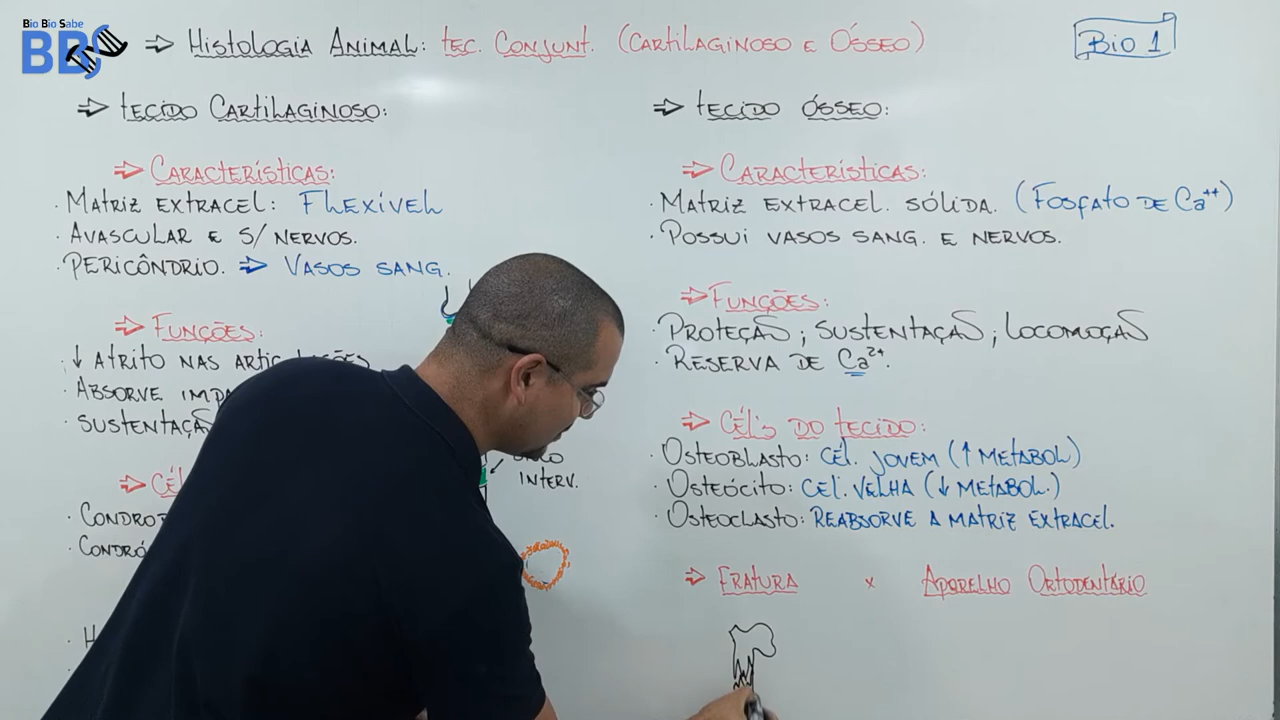 Bio Bio Sabe
BBS
⇒ Histologia Animal: tec. Conjunt. (Cartilaginoso e Ósseo)
Bio 1
⇒ tecido Cartilaginoso:
⇒ Características:
· Matriz extracel: Flexível
· Avascular e s/ nervos.
· Pericôndrio. ⇒ Vasos sang.
⇒ Funções:
· ↓ Atrito nas
· Absorve
· Sustentaçã
⇒
·
·
Interv.
⇒ tecido ósseo:
⇒ Características:
· Matriz extracel. sólida. (Fosfato de Ca⁺⁺)
· Possui vasos sang. e nervos.
⇒ Funções:
· Proteção; sustentação; locomoção
· Reserva de Ca²⁺.
⇒ Cél's do tecido:
· Osteoblasto: cél. jovem (↑ metabol)
· Osteócito: cél. velha (↓ metabol.)
· Osteoclasto: reabsorve a matriz extracel.
⇒ Fratura x Aparelho Ortodentário